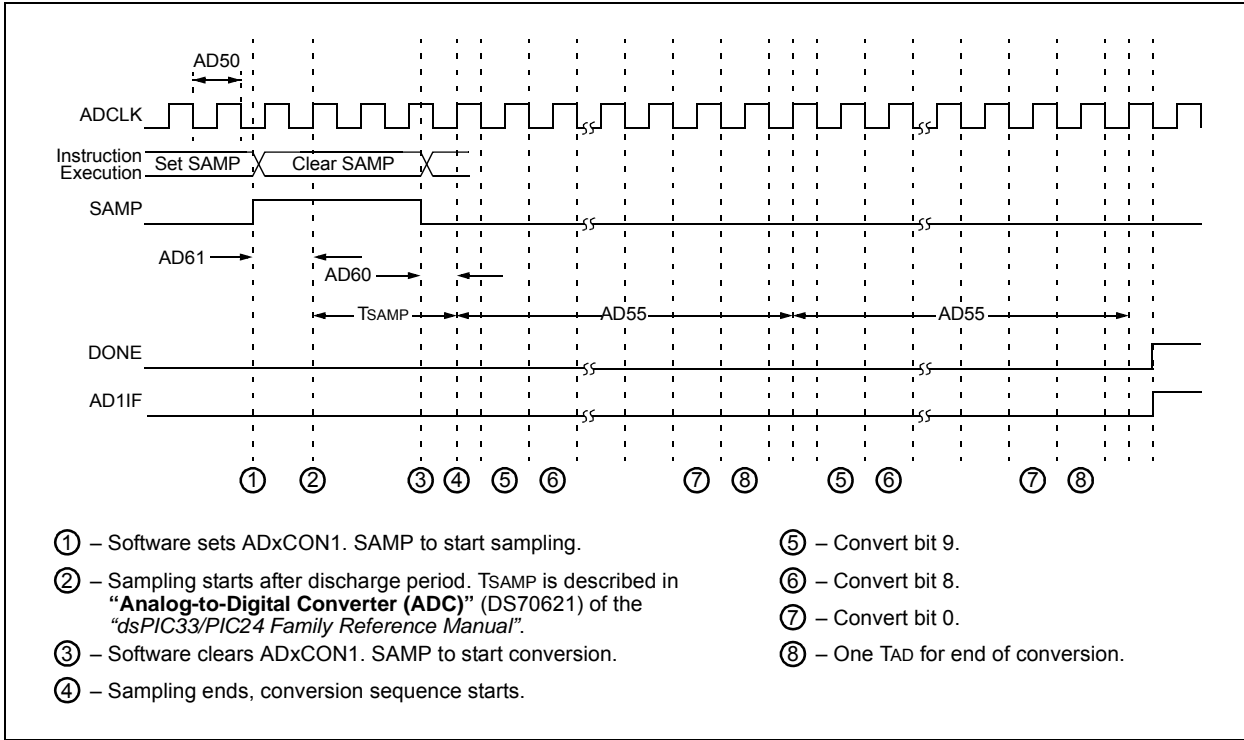 AD50
ADCLK
Instruction
Execution
Set SAMP
Clear SAMP
SAMP
AD61
AD60
TSAMP
AD55
AD55
DONE
AD1IF
① ② ③ ④ ⑤ ⑥ ⑦ ⑧ ⑤ ⑥ ⑦ ⑧
① – Software sets ADxCON1. SAMP to start sampling.
② – Sampling starts after discharge period. TSAMP is described in
“Analog-to-Digital Converter (ADC)” (DS70621) of the
“dsPIC33/PIC24 Family Reference Manual”.
③ – Software clears ADxCON1. SAMP to start conversion.
④ – Sampling ends, conversion sequence starts.
⑤ – Convert bit 9.
⑥ – Convert bit 8.
⑦ – Convert bit 0.
⑧ – One TAD for end of conversion.